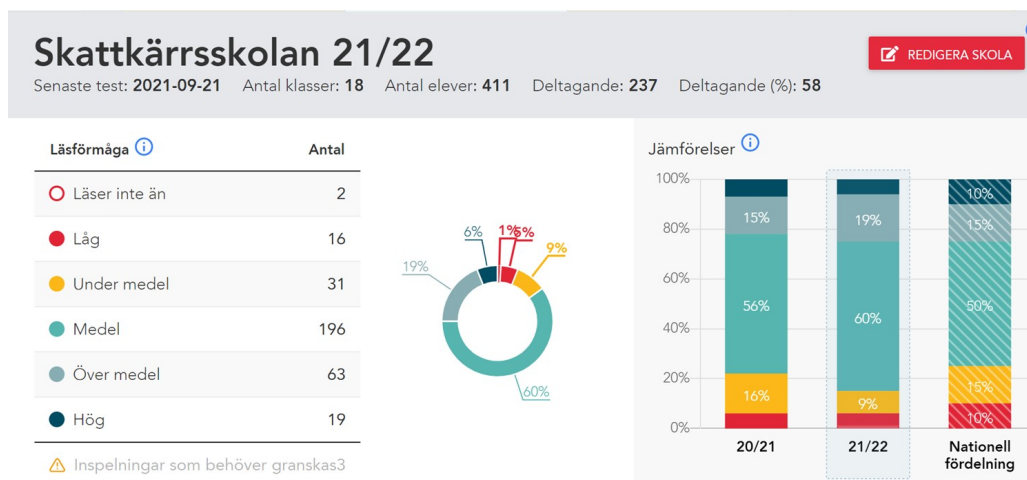 Skattkärrsskolan 21/22
REDIGERA SKOLA
Senaste test: 2021-09-21 Antal klasser: 18 Antal elever: 411 Deltagande: 237 Deltagande (%): 58
Läsförmåga Antal
Läser inte än 2
Låg 16
Under medel 31
Medel 196
Över medel 63
Hög 19
Inspelningar som behöver granskas3
6% 1% 5%
9%
19%
60%
Jämförelser
100%
80%
60%
40%
20%
0%
15%
56%
16%
19%
60%
9%
10%
15%
50%
15%
10%
20/21 21/22 Nationell
fördelning